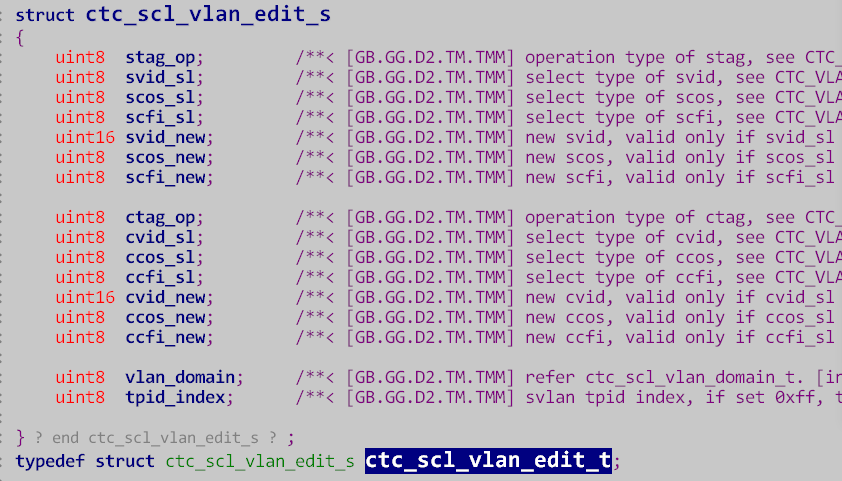 struct ctc_scl_vlan_edit_s
{
uint8 stag_op; /**< [GB.GG.D2.TM.TMM] operation type of stag, see CTC_
uint8 svid_sl; /**< [GB.GG.D2.TM.TMM] select type of svid, see CTC_VLA
uint8 scos_sl; /**< [GB.GG.D2.TM.TMM] select type of scos, see CTC_VLA
uint8 scfi_sl; /**< [GB.GG.D2.TM.TMM] select type of scfi, see CTC_VLA
uint16 svid_new; /**< [GB.GG.D2.TM.TMM] new svid, valid only if svid_sl
uint8 scos_new; /**< [GB.GG.D2.TM.TMM] new scos, valid only if scos_sl
uint8 scfi_new; /**< [GB.GG.D2.TM.TMM] new scfi, valid only if scfi_sl
uint8 ctag_op; /**< [GB.GG.D2.TM.TMM] operation type of ctag, see CTC_
uint8 cvid_sl; /**< [GB.GG.D2.TM.TMM] select type of cvid, see CTC_VLA
uint8 ccos_sl; /**< [GB.GG.D2.TM.TMM] select type of ccos, see CTC_VLA
uint8 ccfi_sl; /**< [GB.GG.D2.TM.TMM] select type of ccfi, see CTC_VLA
uint16 cvid_new; /**< [GB.GG.D2.TM.TMM] new cvid, valid only if cvid_sl
uint8 ccos_new; /**< [GB.GG.D2.TM.TMM] new ccos, valid only if ccos_sl
uint8 ccfi_new; /**< [GB.GG.D2.TM.TMM] new ccfi, valid only if ccfi_sl
uint8 vlan_domain; /**< [GB.GG.D2.TM.TMM] refer ctc_scl_vlan_domain_t. [in
uint8 tpid_index; /**< [GB.GG.D2.TM.TMM] svlan tpid index, if set 0xff, t
} ? end ctc_scl_vlan_edit_s ? ;
typedef struct ctc_scl_vlan_edit_s ctc_scl_vlan_edit_t;